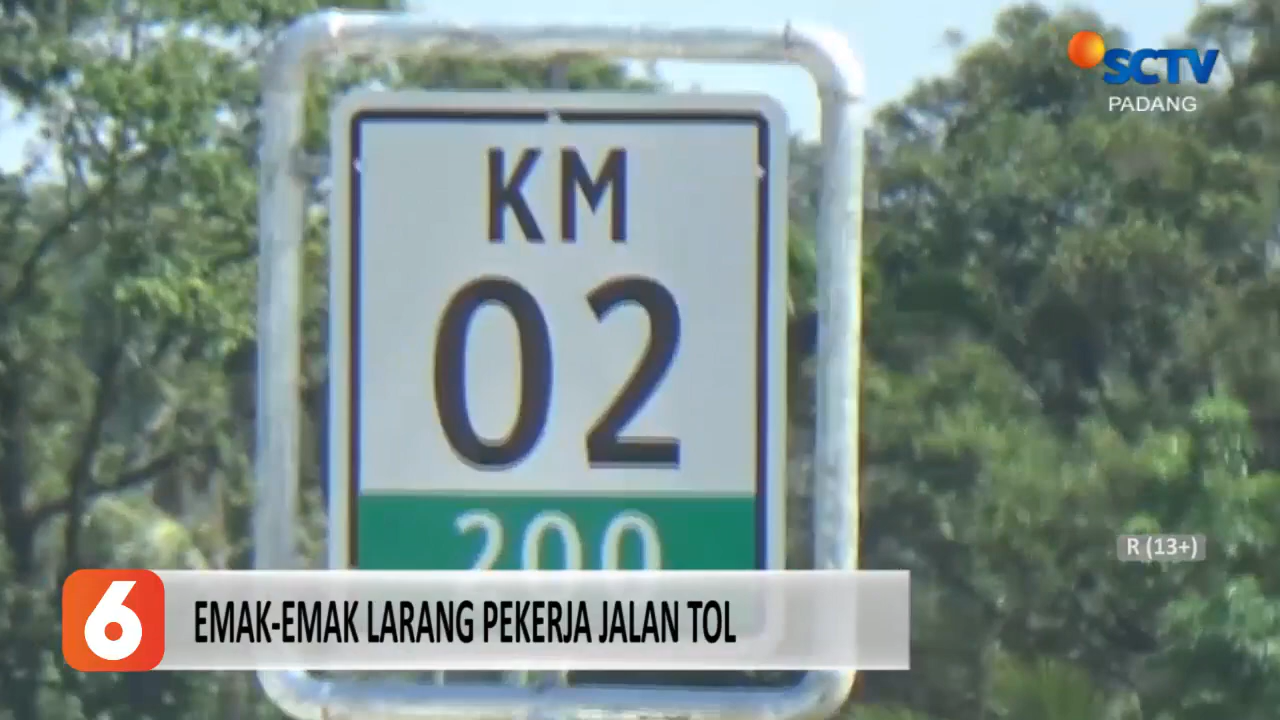 SCTV
PADANG
KM
02
200
R (13+)
6 EMAK-EMAK LARANG PEKERJA JALAN TOL